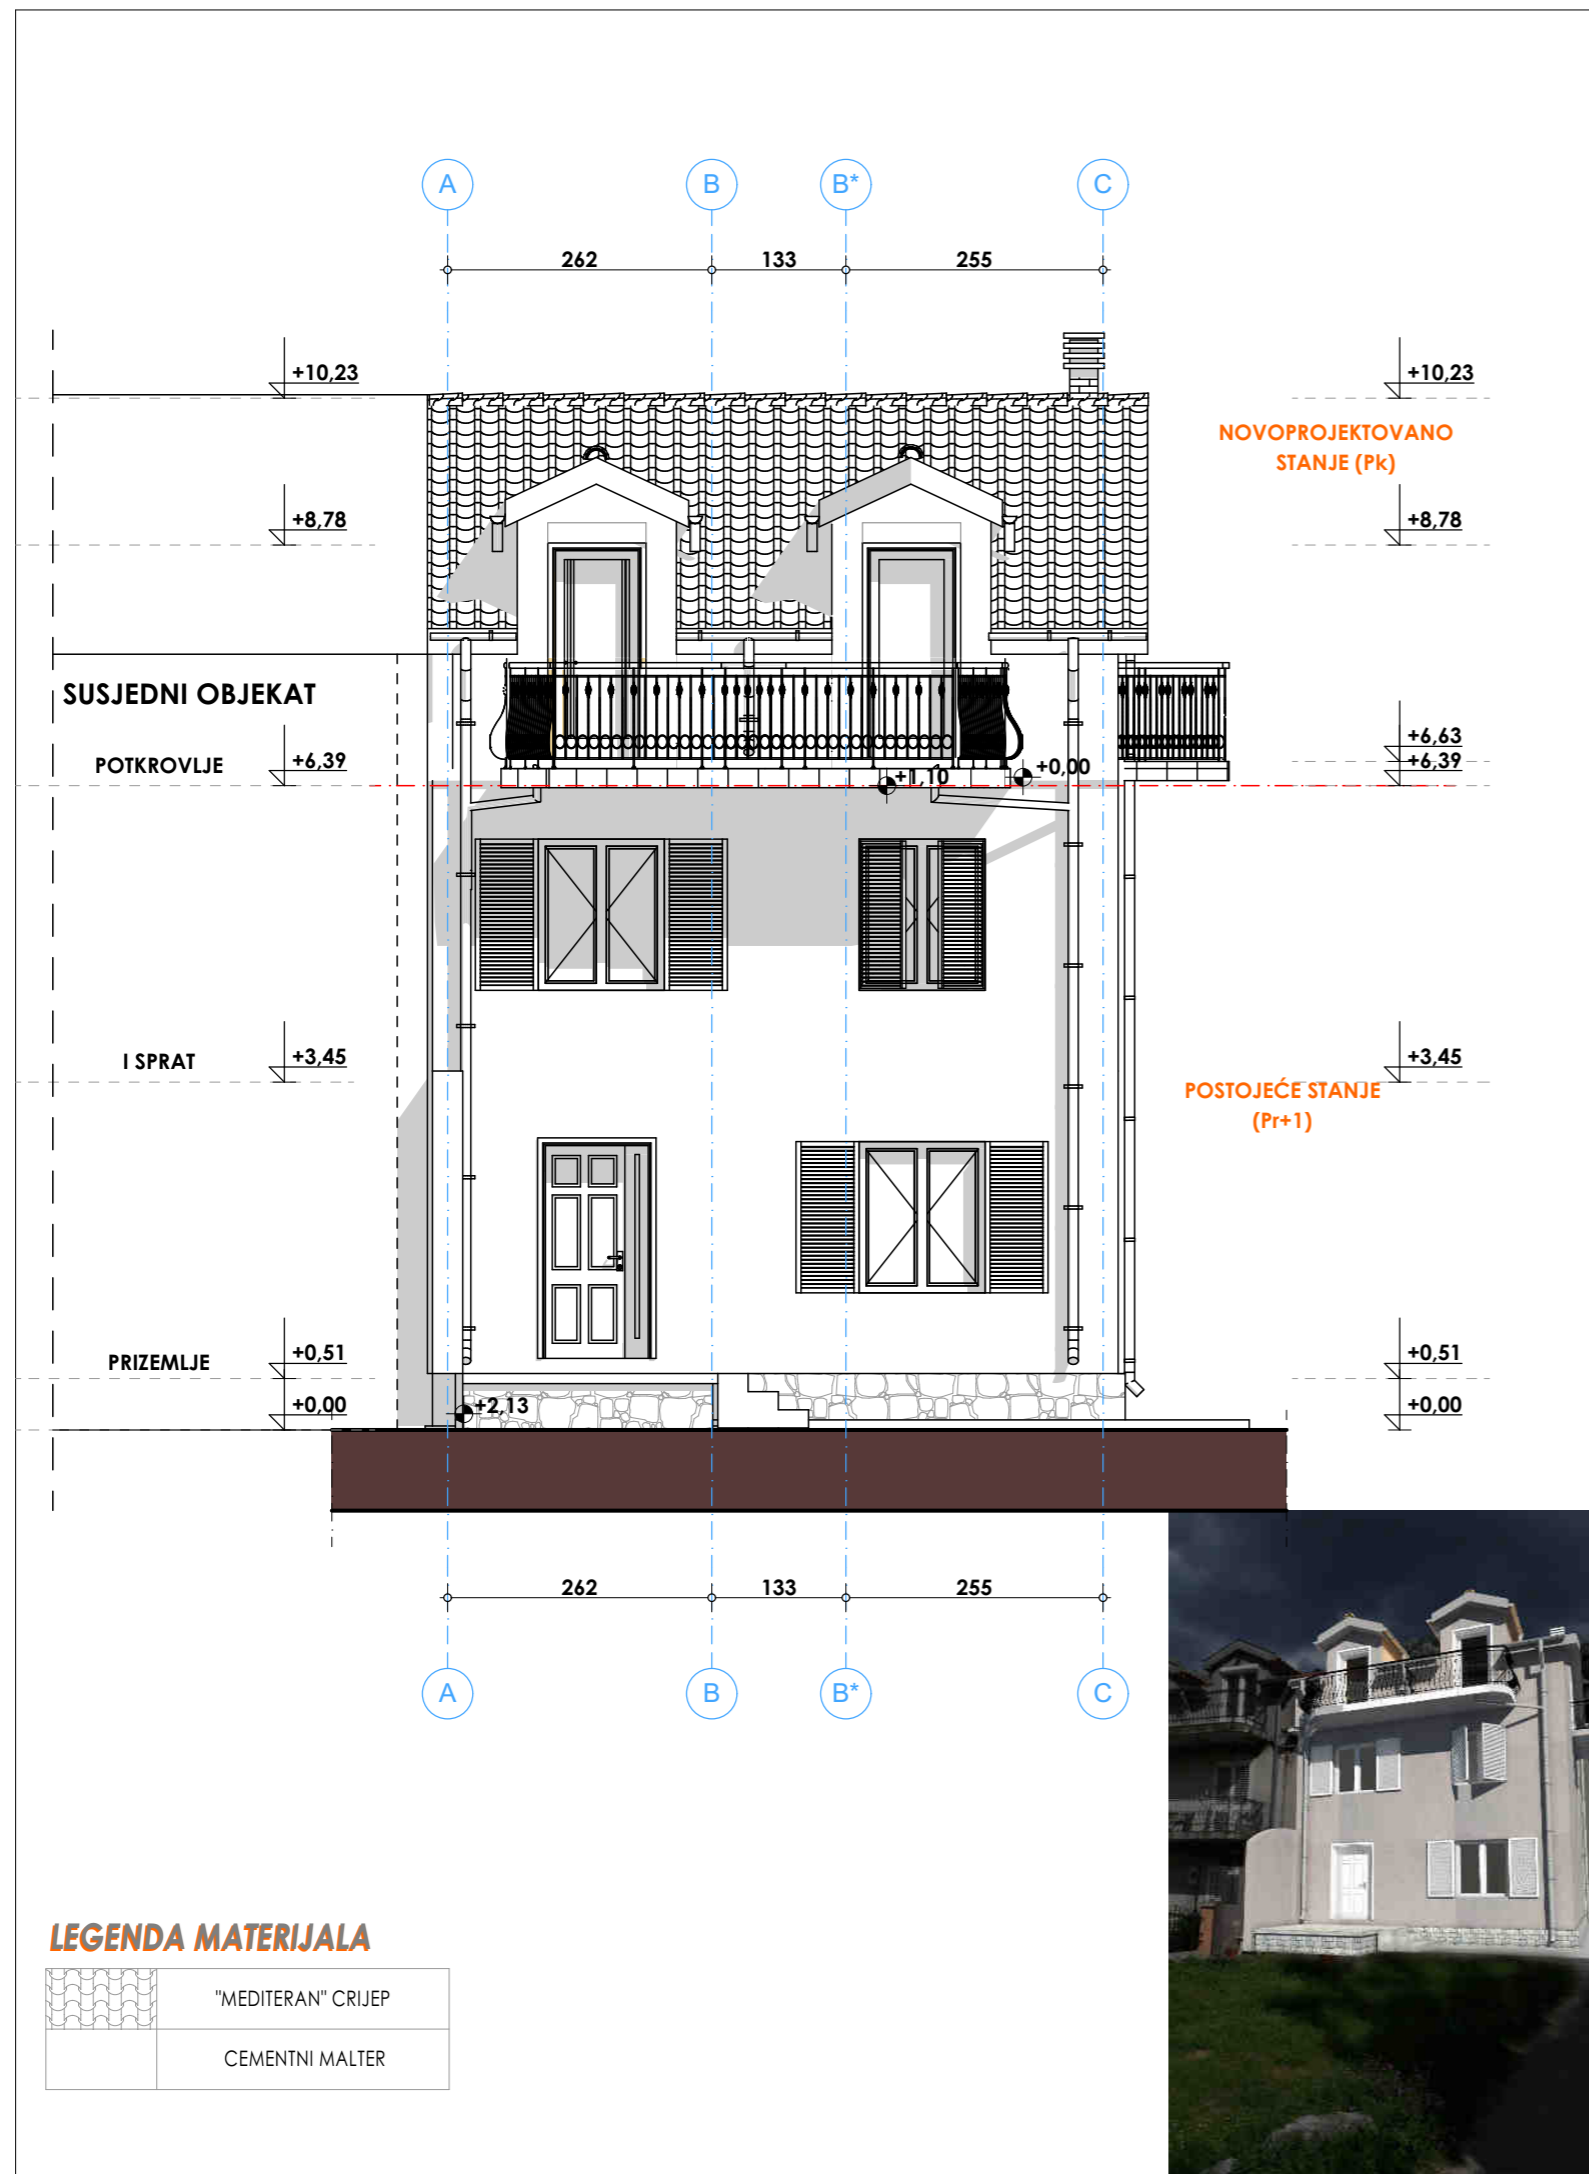 A B B* C
262 133 255
+10,23 +10,23
NOVOPROJEKTOVANO
STANJE (Pk)
+8,78 +8,78
SUSJEDNI OBJEKAT
+6,63
POTKROVLJE +6,39 +1,10 +0,00 +6,39
I SPRAT +3,45 +3,45
POSTOJEĆE STANJE
(Pr+1)
PRIZEMLJE +0,51 +0,51
+0,00 +2,13 +0,00
262 133 255
A B B* C
LEGENDA MATERIJALA
"MEDITERAN" CRIJEP
CEMENTNI MALTER